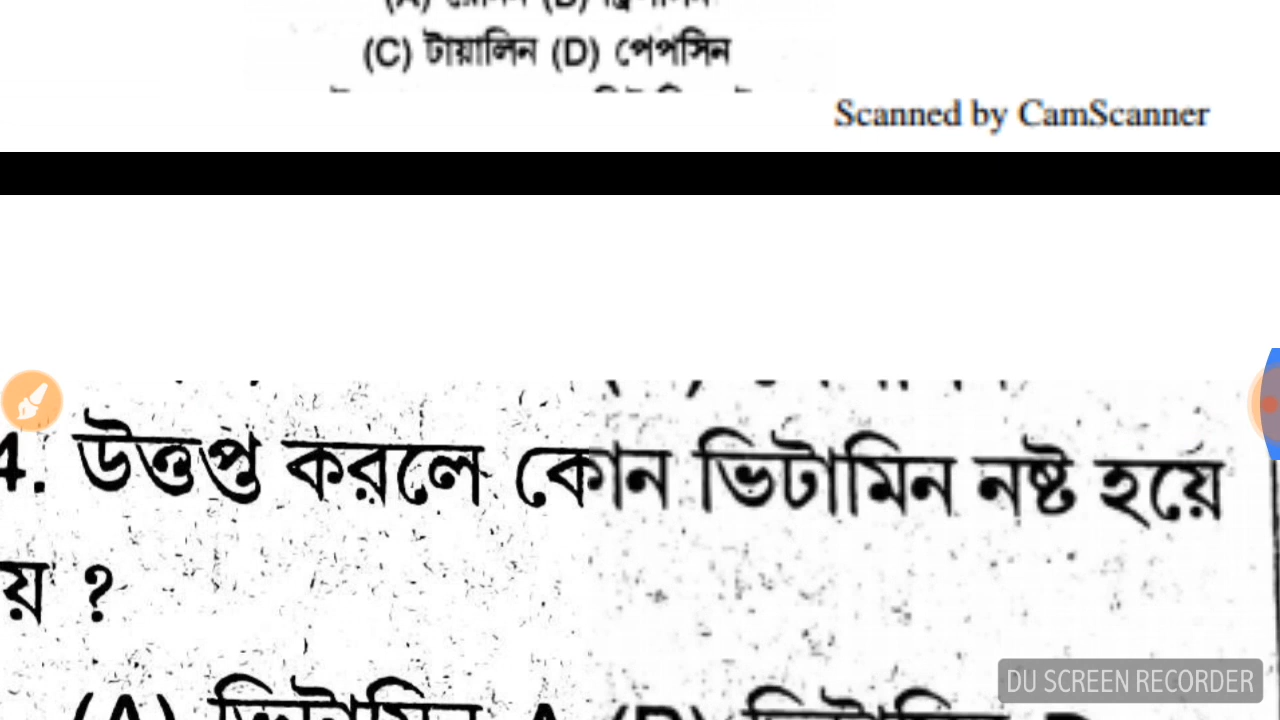 (C) টায়ালিন (D) পেপসিন
Scanned by CamScanner
4. উত্তপ্ত করলে কোন ভিটামিন নষ্ট হয়ে
য় ?
(A) ভিটামিন A (B) ভিটামিন
DU SCREEN RECORDER